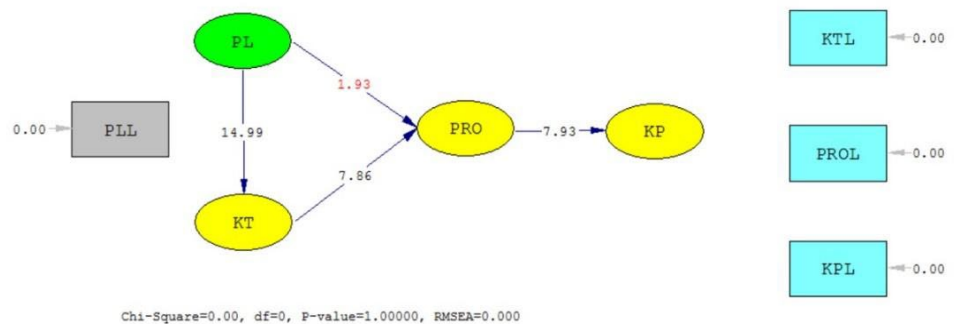 PL
KTL
0.00
1.93
0.00
PLL
14.99
PRO
7.93
KP
PROL
0.00
7.86
KT
KPL
0.00
Chi-Square=0.00, df=0, P-value=1.00000, RMSEA=0.000